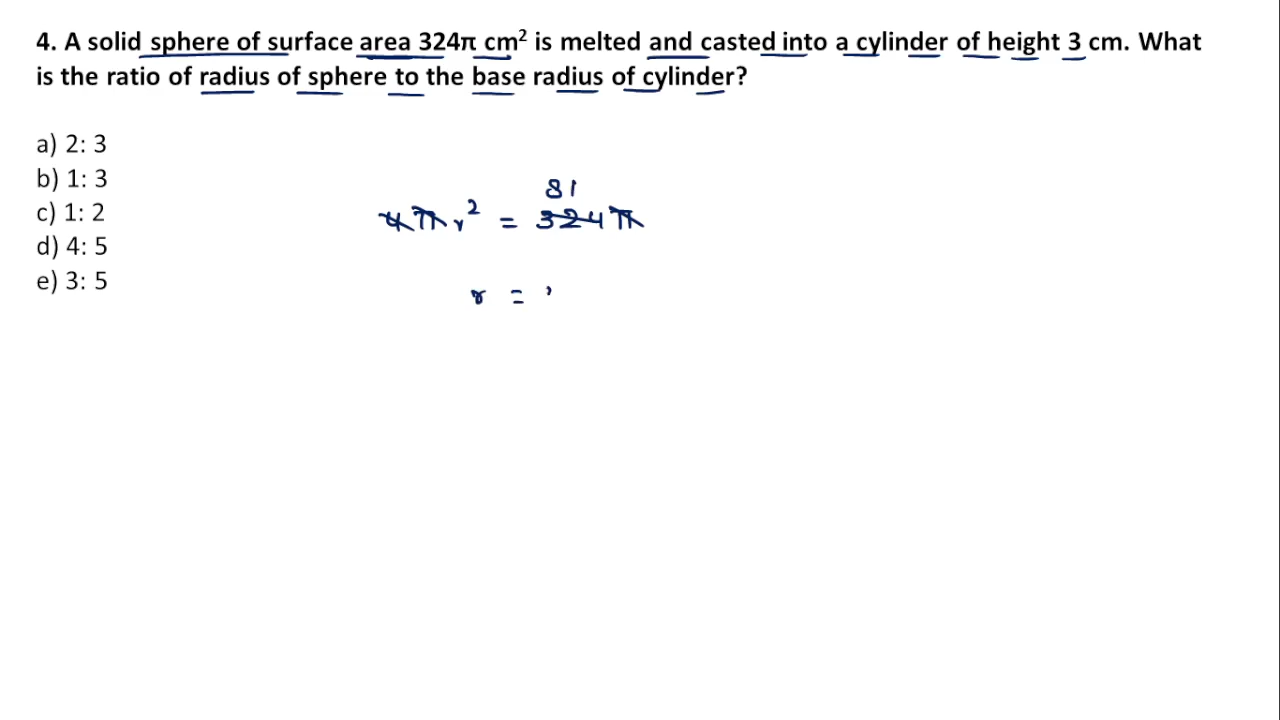 4. A solid sphere of surface area 324π cm² is melted and casted into a cylinder of height 3 cm. What
is the ratio of radius of sphere to the base radius of cylinder?
a) 2: 3
b) 1: 3
c) 1: 2
d) 4: 5
e) 3: 5
81
4πr² = 324π
r =